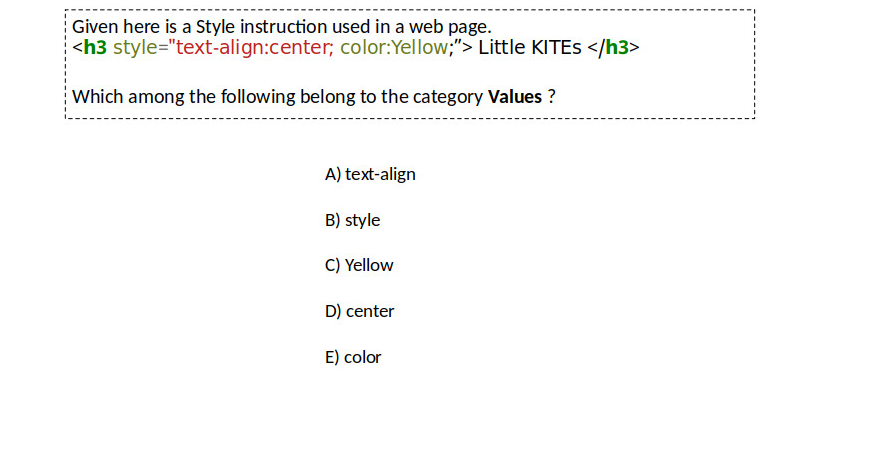 Given here is a Style instruction used in a web page.
<h3 style="text-align:center; color:Yellow;”> Little KITEs </h3>
Which among the following belong to the category Values ?
A) text-align
B) style
C) Yellow
D) center
E) color